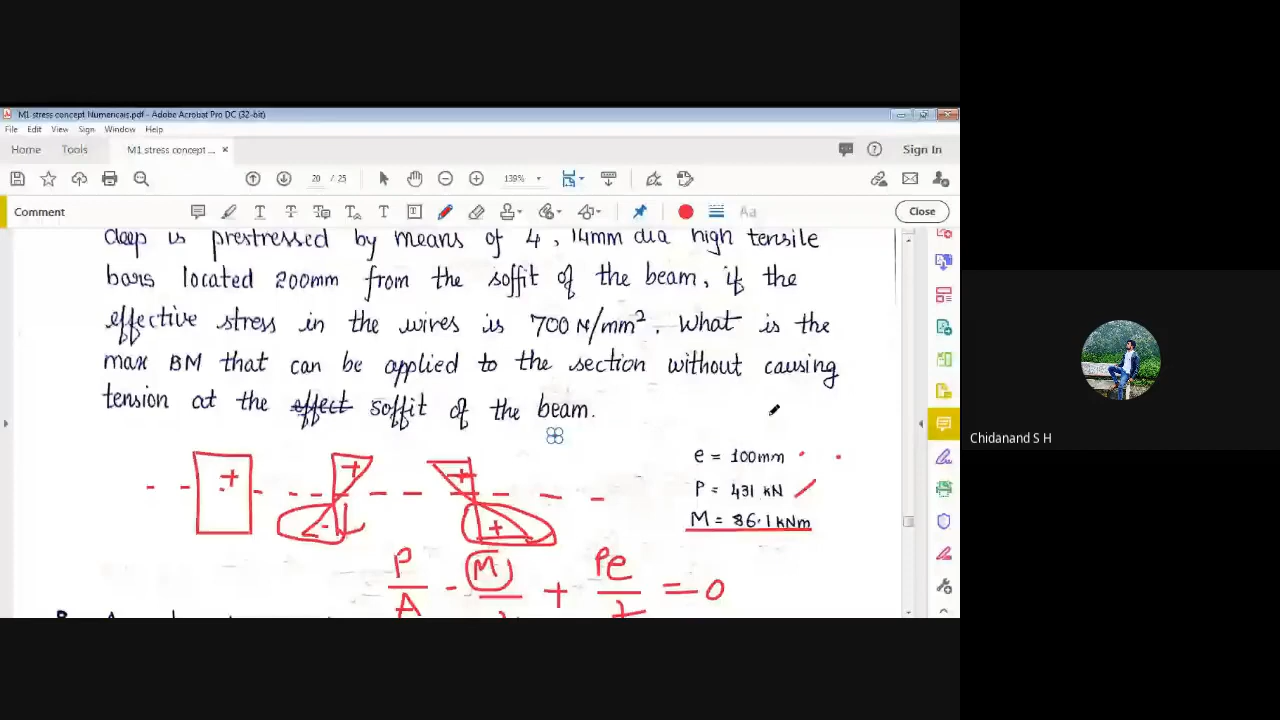 M1 stress concept Numericals.pdf - Adobe Acrobat Pro DC (32-bit)
File Edit View Sign Window Help
Home Tools M1 stress concept ... × Sign In
20 / 25 139%
Comment Close
deep is prestressed by means of 4, 14mm dia high tensile
bars located 200mm from the soffit of the beam, if the
effective stress in the wires is 700 N/mm². What is the
max BM that can be applied to the section without causing
tension at the effect soffit of the beam.
e = 100mm
P = 431 kN
M = 86.1 kNm
+ + +
- +
P/A - M + Pe = 0
Chidanand S H